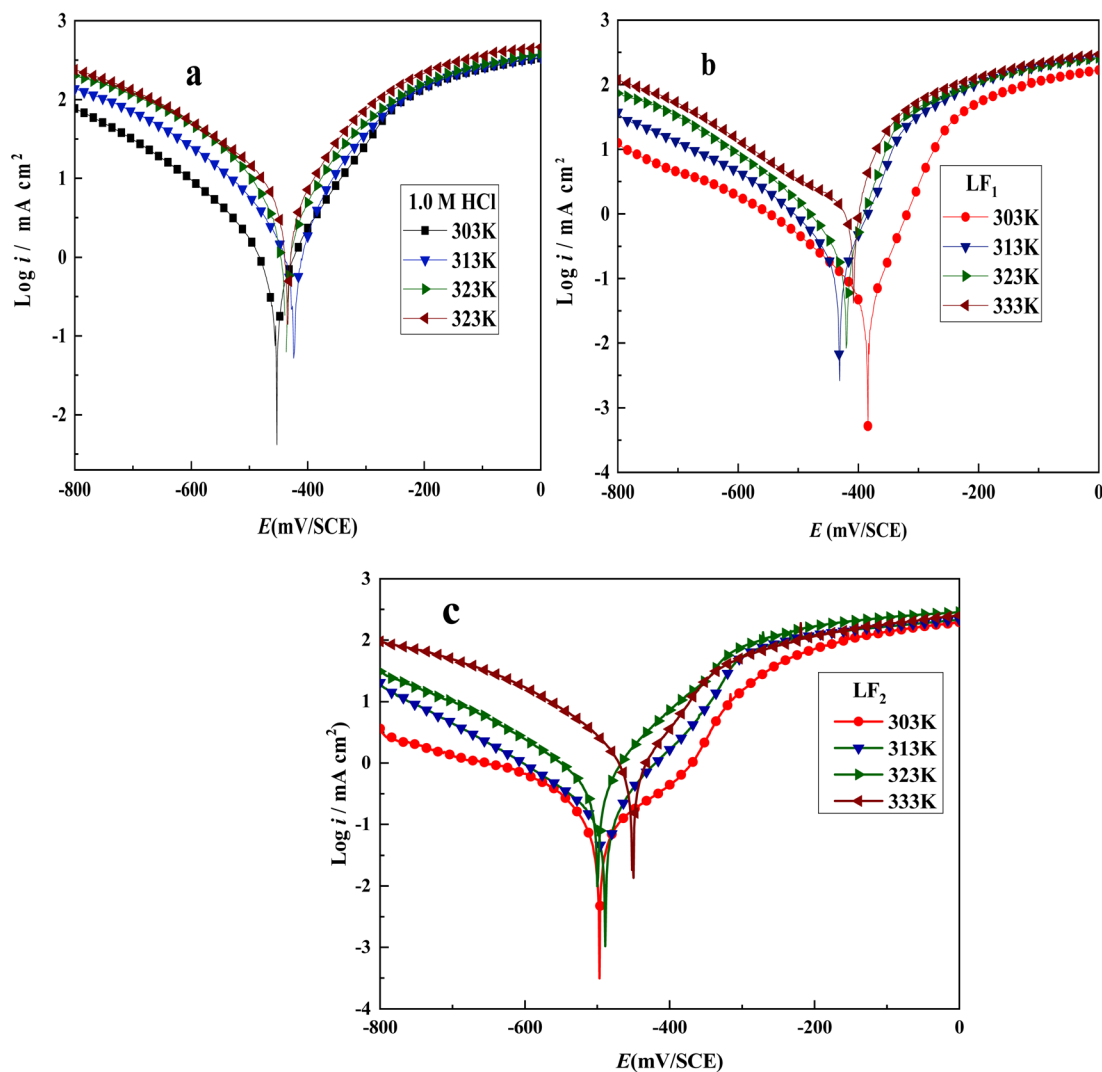 a
Log i / mA cm2
3
2
1
0
-1
-2
-800
-600
-400
-200
0
E(mV/SCE)
1.0 M HCl
303K
313K
323K
323K
b
Log i / mA cm2
3
2
1
0
-1
-2
-3
-4
-800
-600
-400
-200
0
E (mV/SCE)
LF1
303K
313K
323K
333K
c
Log i / mA cm2)
3
2
1
0
-1
-2
-3
-4
-800
-600
-400
-200
0
E(mV/SCE)
LF2
303K
313K
323K
333K